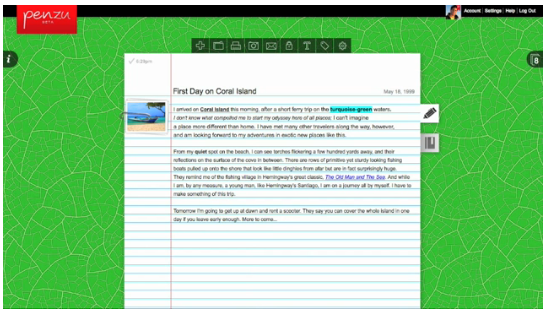 penzu
BETA
Account | Settings | Help | Log Out
i
8
First Day on Coral Island
May 18, 1998
I arrived on Coral Island this morning, after a short ferry trip on the turquoise-green waters.
I don't know what compelled me to start my odyssey here of all places. I can't imagine
a place more different than home. I have met many other travelers along the way, however,
and am looking forward to my adventures in exotic new places like this.
From my quiet spot on the beach, I can see torches flickering a few hundred yards away, and their
reflections on the surface of the cove in between. There are rows of primitive yet sturdy looking fishing
boats pulled up onto the shore that look like little dinghies from afar but are in fact surprisingly huge.
They remind me of the fishing village in Hemingway's great classic, The Old Man and The Sea. And while
I am, by any measure, a young man, like Hemingway's Santiago, I am on a journey all by myself. I have to
make something of this trip.
Tomorrow I'm going to get up at dawn and rent a scooter. They say you can cover the whole island in one
day if you leave early enough. More to come...